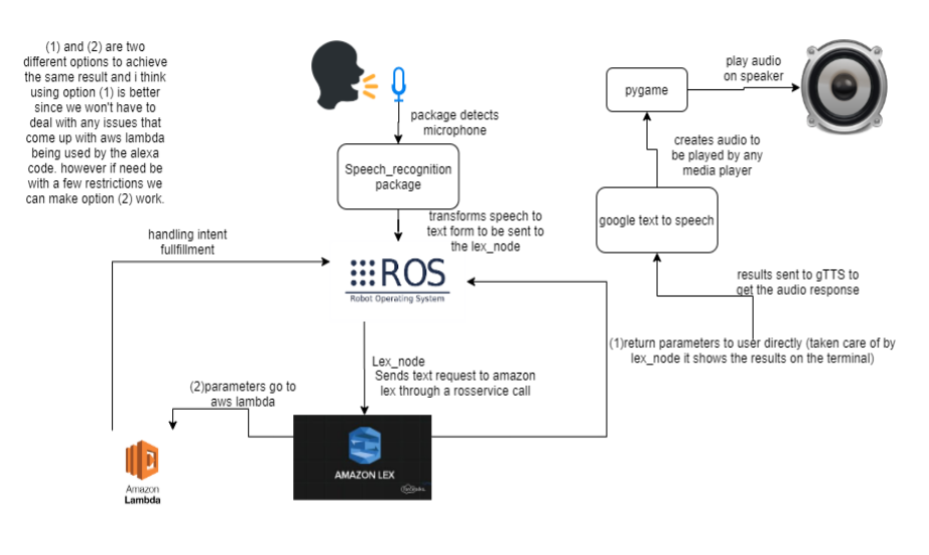 (1) and (2) are two
different options to achieve
the same result and i think
using option (1) is better
since we won't have to
deal with any issues that
come up with aws lambda
being used by the alexa
code. however if need be
with a few restrictions we
can make option (2) work.
package detects
microphone
Speech_recognition
package
transforms speech to
text form to be sent to
the lex_node
handling intent
fullfillment
ROS
Robot Operating System
Lex_node
Sends text request to amazon
lex through a rosservice call
(2)parameters go to
aws lambda
Amazon
Lambda
AMAZON LEX
play audio
on speaker
pygame
creates audio to
be played by any
media player
google text to speech
results sent to gTTS to
get the audio response
(1)return parameters to user directly (taken care of by
lex_node it shows the results on the terminal)